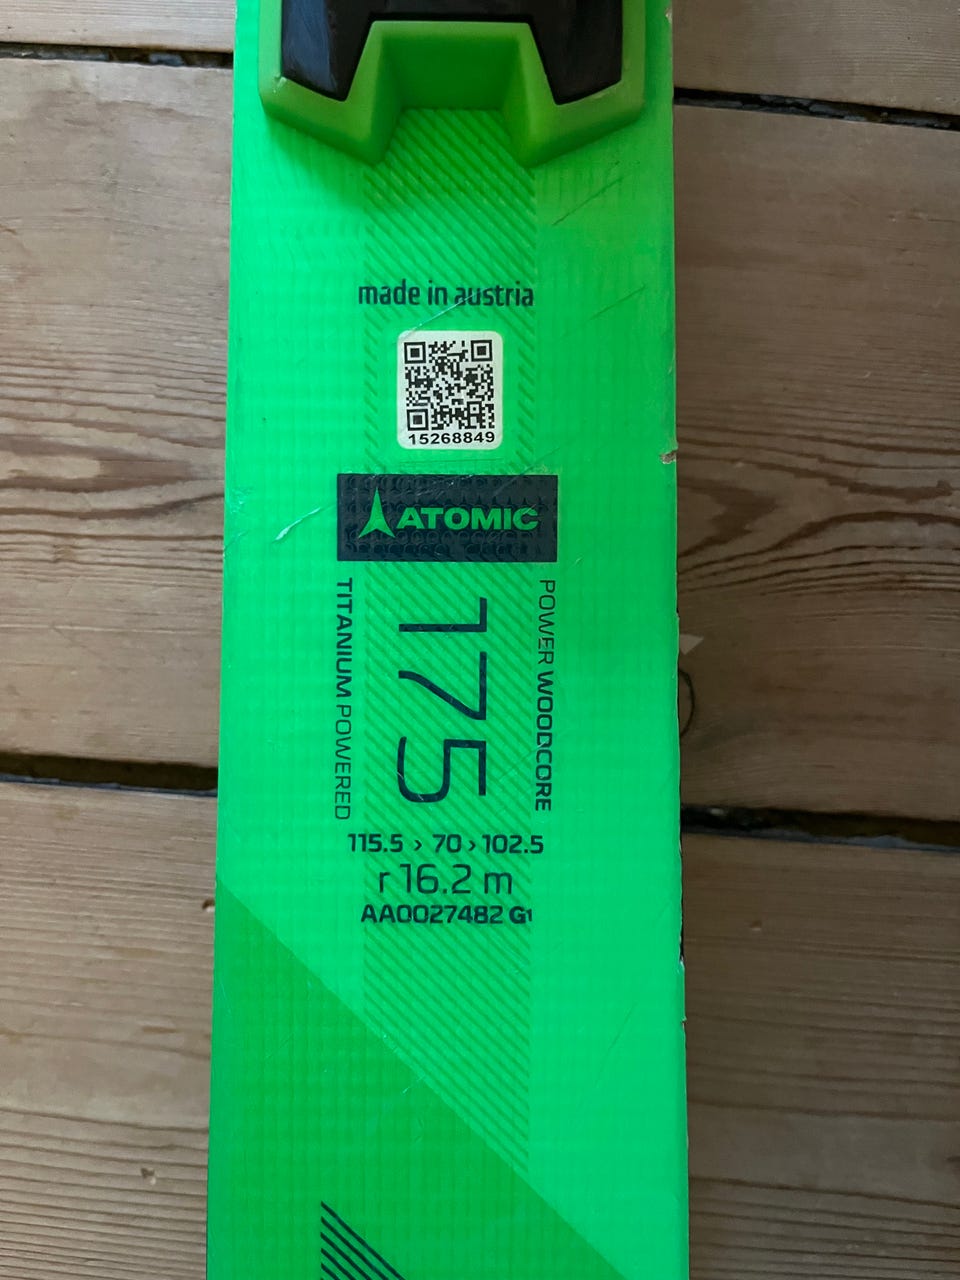 made in austria
15268849
ATOMIC
TITANIUM POWERED
175
POWER WOODCORE
115.5 › 70 › 102.5
r 16.2 m
AA0027482 G1